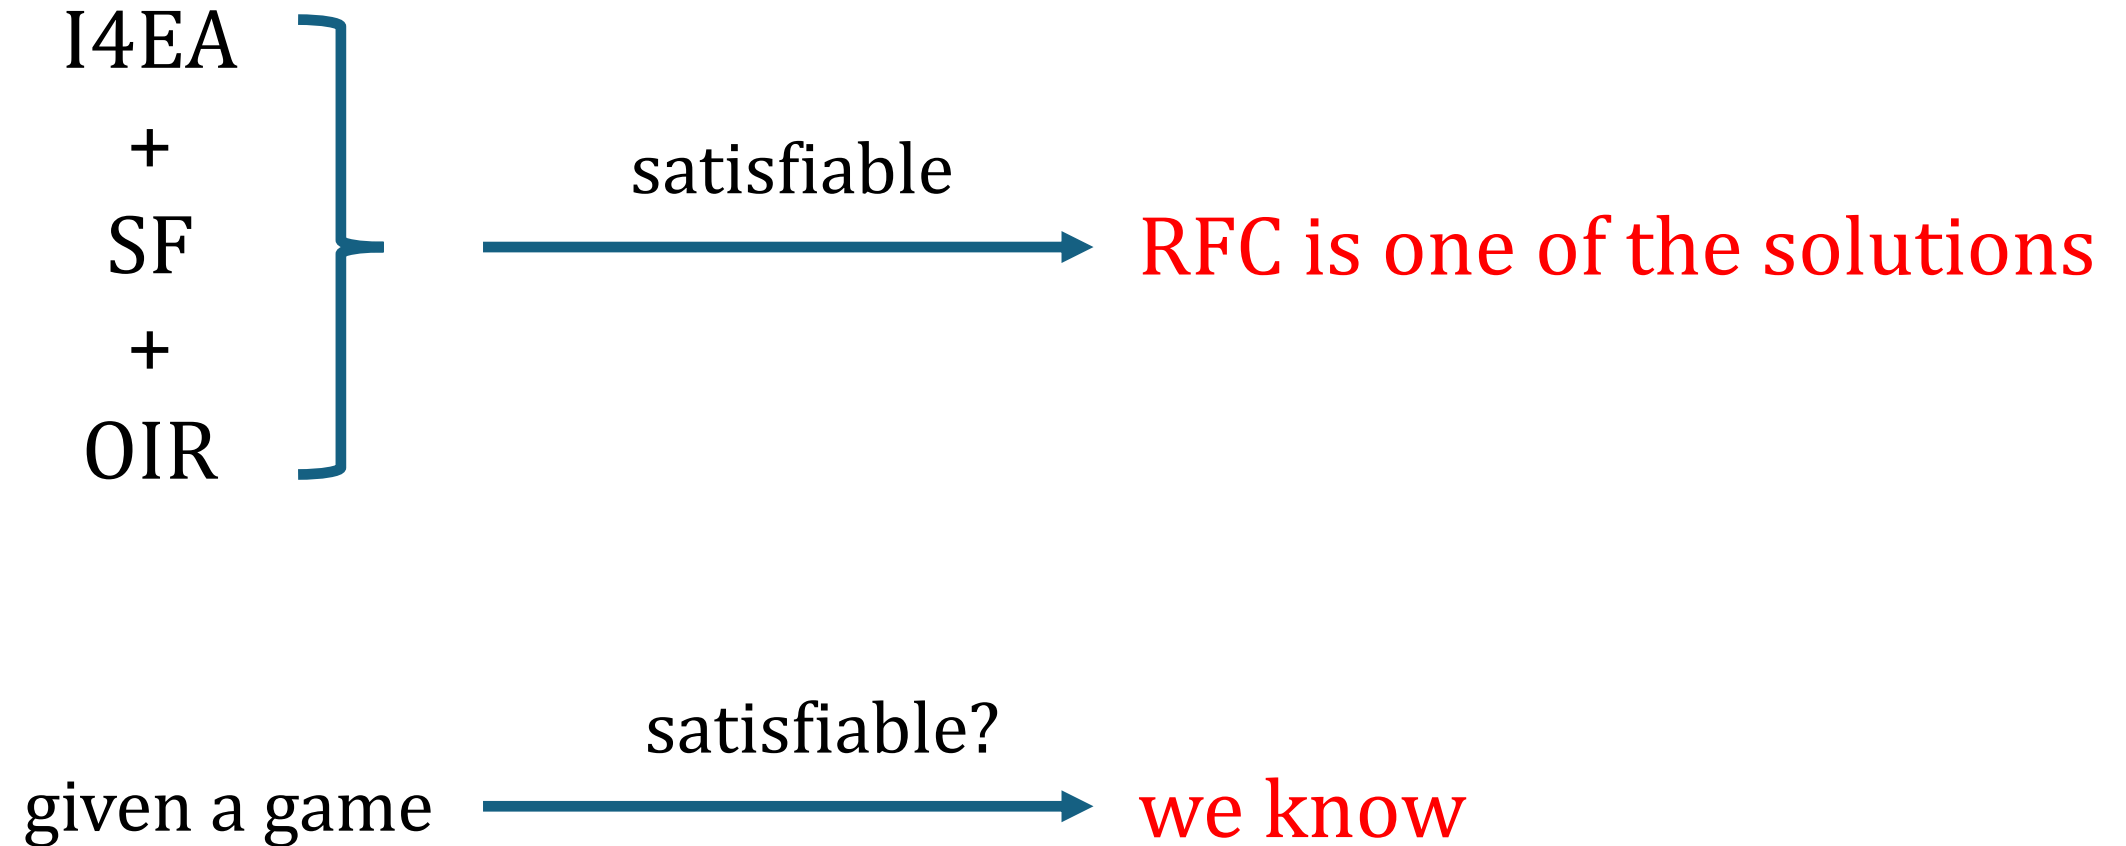 I4EA
+
SF
+
OIR
satisfiable
RFC is one of the solutions
satisfiable?
given a game
we know